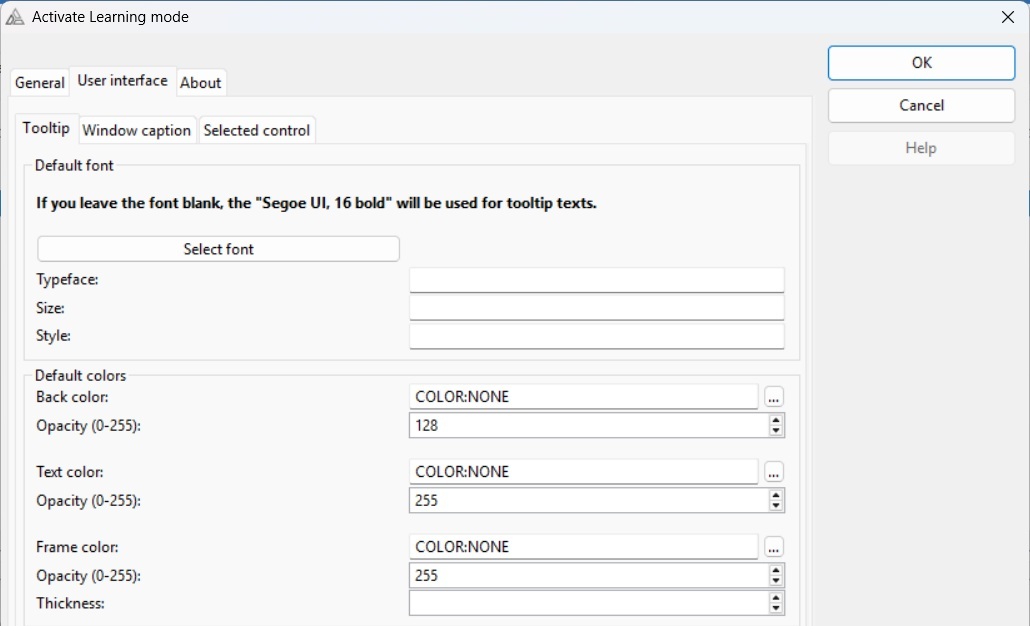 Activate Learning mode
General
User interface
About
OK
Cancel
Help
Tooltip
Window caption
Selected control
Default font
If you leave the font blank, the "Segoe UI, 16 bold" will be used for tooltip texts.
Select font
Typeface:
Size:
Style:
Default colors
Back color:
COLOR:NONE
...
Opacity (0-255):
128
Text color:
COLOR:NONE
...
Opacity (0-255):
255
Frame color:
COLOR:NONE
...
Opacity (0-255):
255
Thickness: